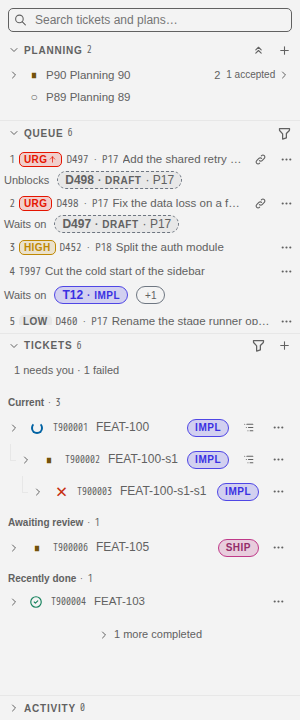 Search tickets and plans…
PLANNING 2
P90 Planning 90 2 1 accepted
P89 Planning 89
QUEUE 6
1 URG↑ D497 · P17 Add the shared retry …
Unblocks D498 · DRAFT · P17
2 URG D498 · P17 Fix the data loss on a f…
Waits on D497 · DRAFT · P17
3 HIGH D452 · P18 Split the auth module
4 T997 Cut the cold start of the sidebar
Waits on T12 · IMPL +1
5 LOW D460 · P17 Rename the stage runner op…
TICKETS 6
1 needs you · 1 failed
Current · 3
T900001 FEAT-100 IMPL
T900002 FEAT-100-s1 IMPL
T900003 FEAT-100-s1-s1 IMPL
Awaiting review · 1
T900006 FEAT-105 SHIP
Recently done · 1
T900004 FEAT-103
1 more completed
ACTIVITY 0